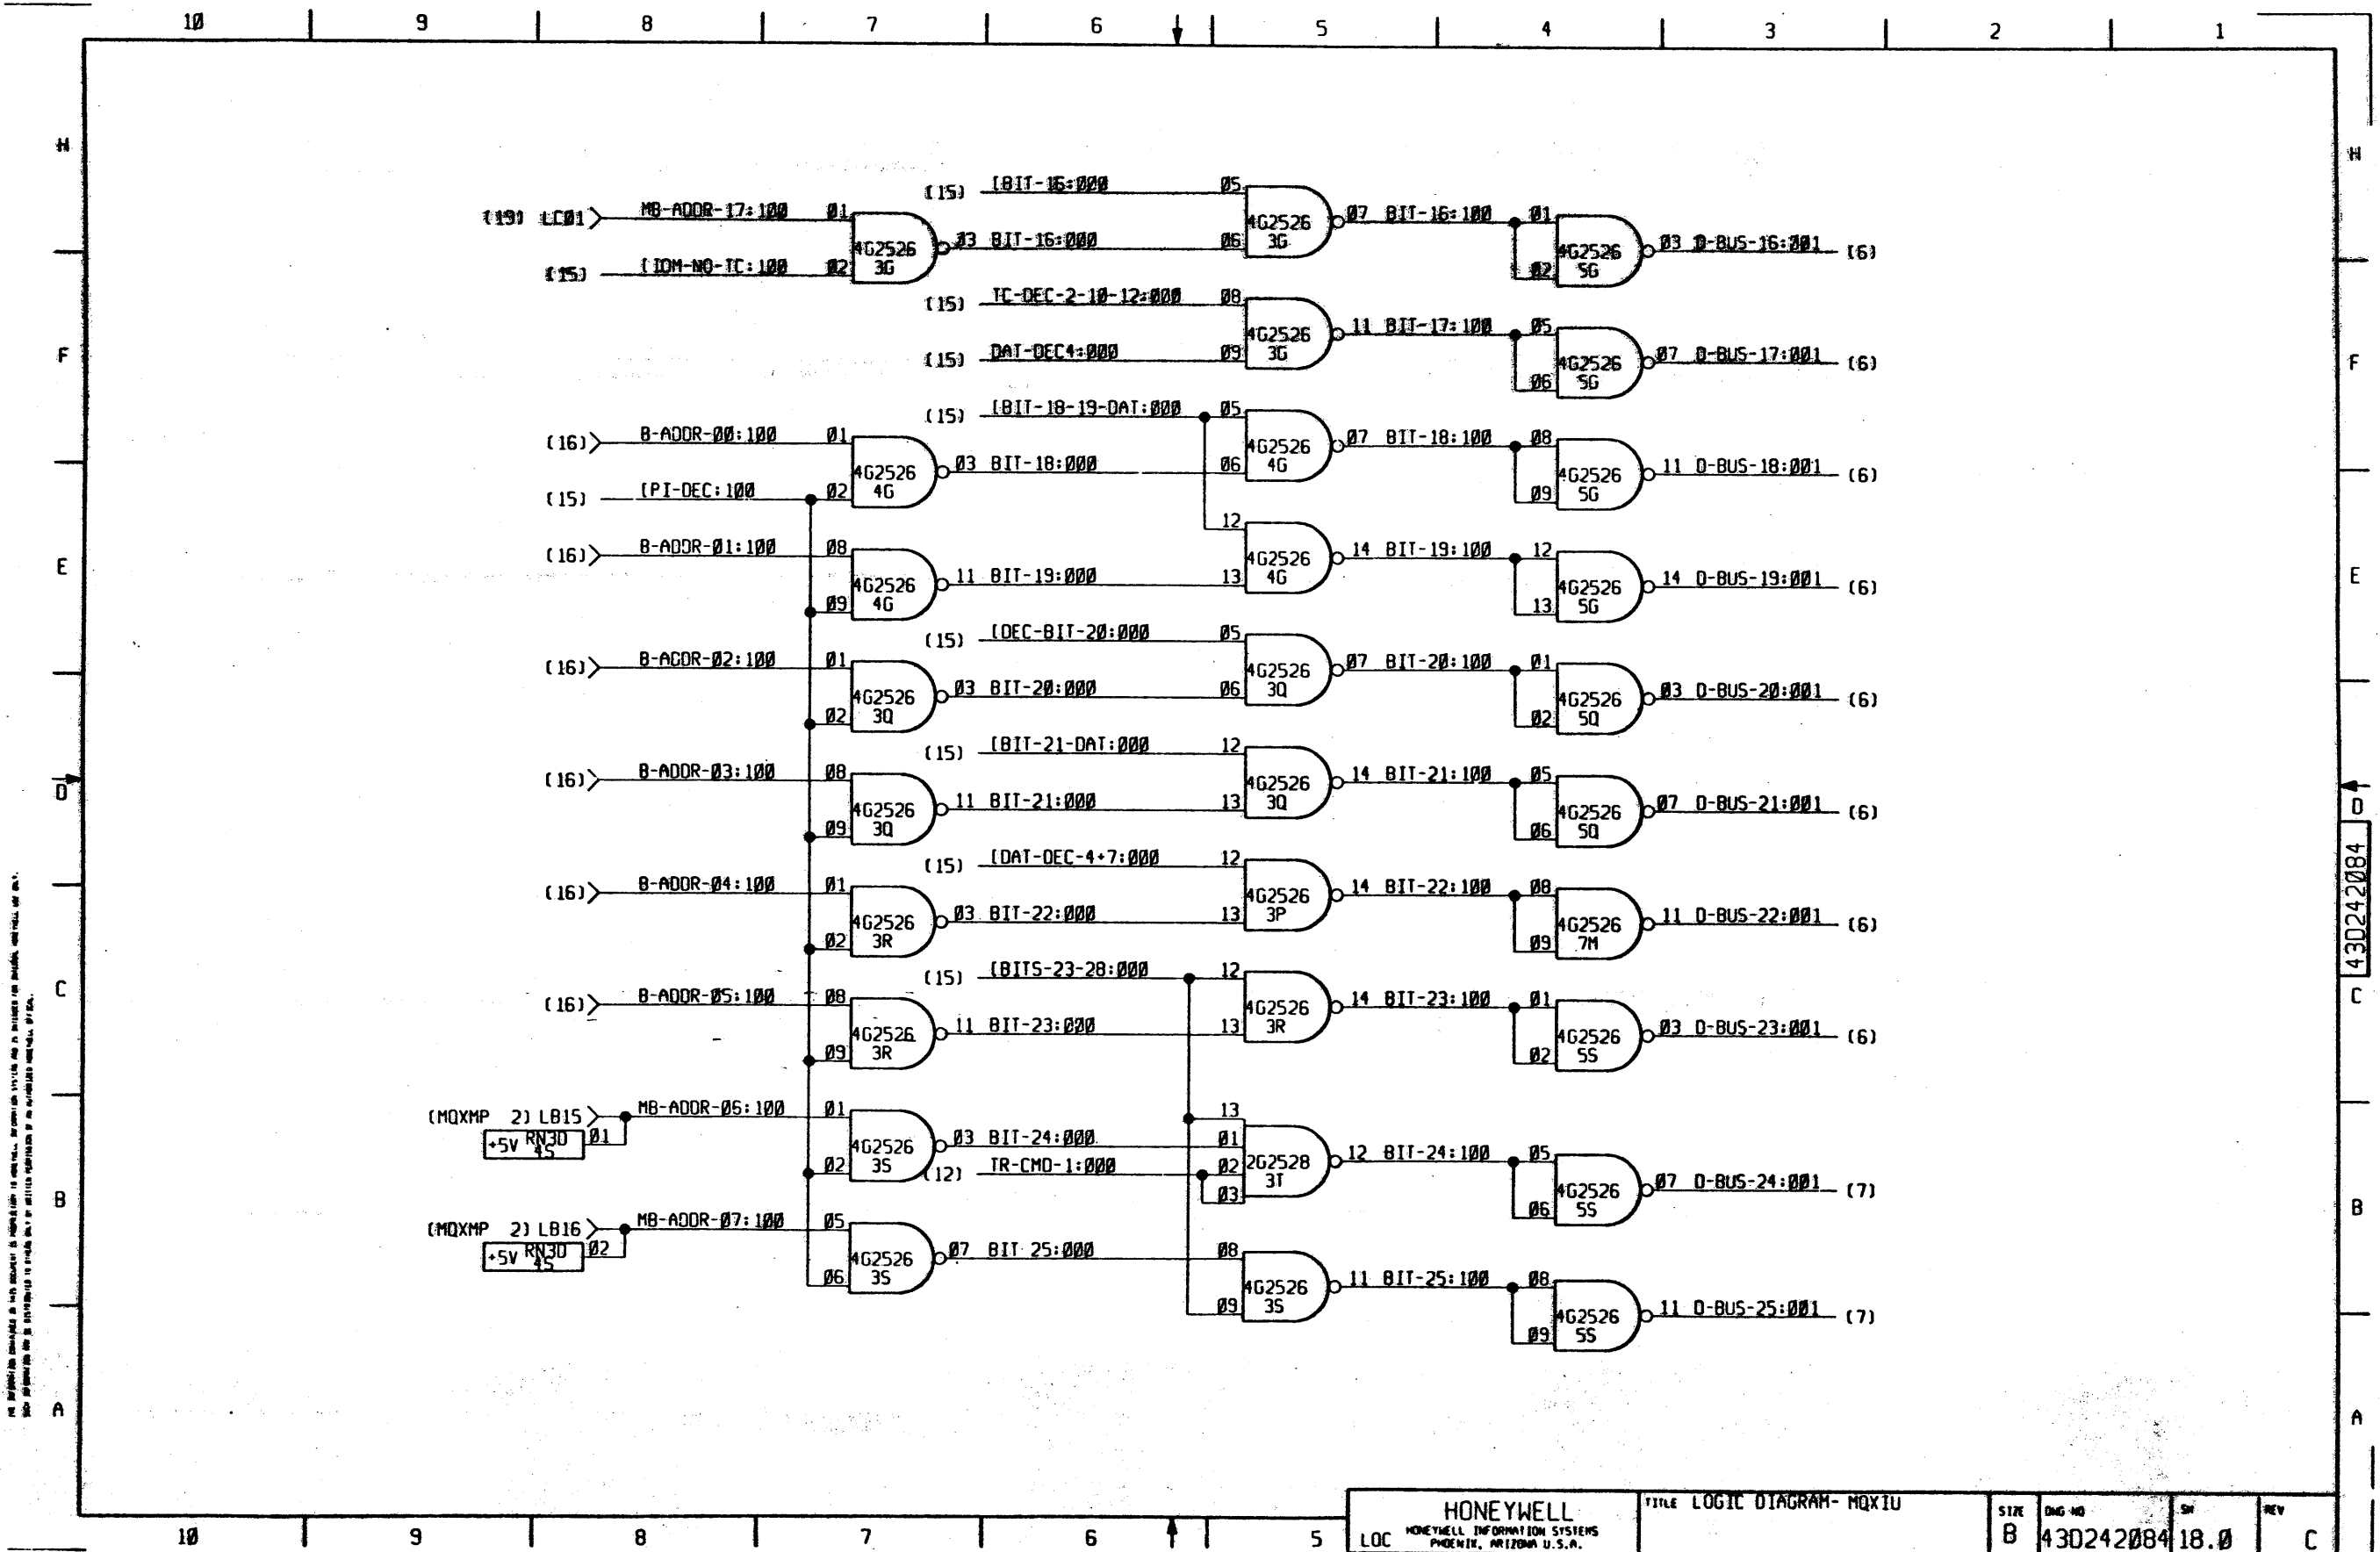 10 9 8 7 6 5 4 3 2 1
H H
(15) [BIT-16:000 05
4G2526 3G
06
07 BIT-16:100 01
02
4G2526 5G
03 D-BUS-16:001 (6)
(19) LC01 MB-ADDR-17:100 01
(15) [IOM-NO-TC:100 02
4G2526 3G
03 BIT-16:000
F F
(15) TC-DEC-2-10-12:000 08
(15) DAT-DEC4:000 09
4G2526 3G
11 BIT-17:100 05
06
4G2526 5G
07 D-BUS-17:001 (6)
(15) [BIT-18-19-DAT:000 05
06
4G2526 4G
07 BIT-18:100 08
09
4G2526 5G
11 D-BUS-18:001 (6)
(16) B-ADDR-00:100 01
(15) [PI-DEC:100 02
4G2526 4G
03 BIT-18:000
E E
(16) B-ADDR-01:100 08
09
4G2526 4G
11 BIT-19:000
12
13
4G2526 4G
14 BIT-19:100 12
13
4G2526 5G
14 D-BUS-19:001 (6)
(16) B-ADDR-02:100 01
02
4G2526 3Q
03 BIT-20:000
(15) [DEC-BIT-20:000 05
06
4G2526 3Q
07 BIT-20:100 01
02
4G2526 5Q
03 D-BUS-20:001 (6)
D D
(16) B-ADDR-03:100 08
09
4G2526 3Q
11 BIT-21:000
(15) [BIT-21-DAT:000 12
13
4G2526 3Q
14 BIT-21:100 05
06
4G2526 5Q
07 D-BUS-21:001 (6)
(16) B-ADDR-04:100 01
02
4G2526 3R
03 BIT-22:000
(15) [DAT-DEC-4+7:000 12
13
4G2526 3P
14 BIT-22:100 08
09
4G2526 7M
11 D-BUS-22:001 (6)
43D242084
C C
(16) B-ADDR-05:100 08
09
4G2526 3R
11 BIT-23:000
(15) [BITS-23-28:000 12
13
4G2526 3R
14 BIT-23:100 01
02
4G2526 5S
03 D-BUS-23:001 (6)
(MQXMP 2) LB15 MB-ADDR-06:100 01
+5V RN3D 4S 01
02
4G2526 3S
03 BIT-24:000
(12) TR-CMD-1:000
13
01
02
03
2G2528 3T
12 BIT-24:100 05
06
4G2526 5S
07 D-BUS-24:001 (7)
B B
(MQXMP 2) LB16 MB-ADDR-07:100 05
+5V RN3D 4S 02
06
4G2526 3S
07 BIT 25:000 08
09
4G2526 3S
11 BIT-25:100 08
09
4G2526 5S
11 D-BUS-25:001 (7)
A A
10 9 8 7 6 5
LOC HONEYWELL
HONEYWELL INFORMATION SYSTEMS
PHOENIX, ARIZONA U.S.A.
TITLE LOGIC DIAGRAM- MQXIU
SIZE B
DWG NO 43D242084
SH 18.0
REV C